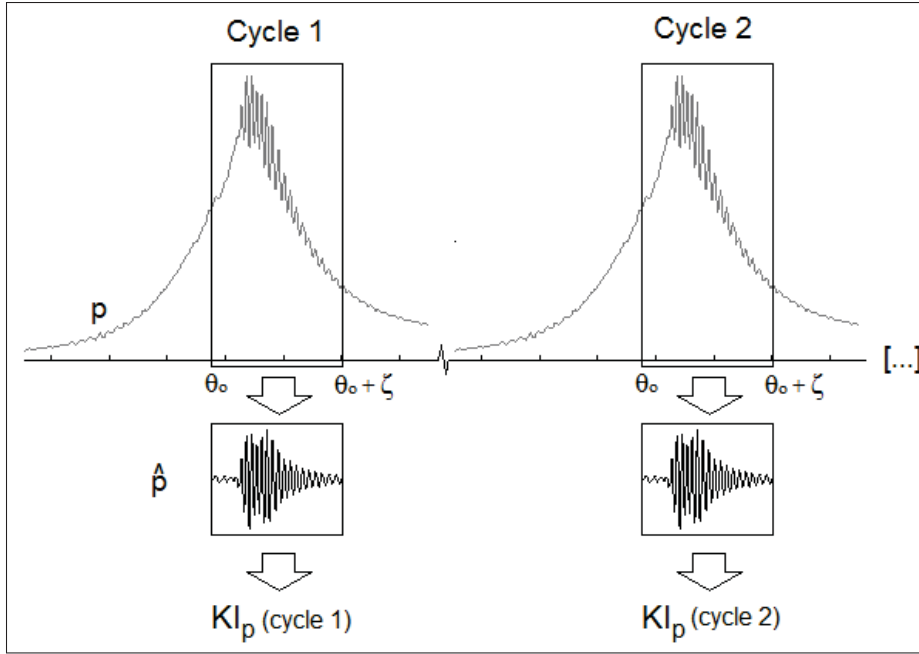 Cycle 1 Cycle 2
p
[...]
θₒ θₒ + ζ θₒ θₒ + ζ
p̂
KIₚ (cycle 1) KIₚ (cycle 2)